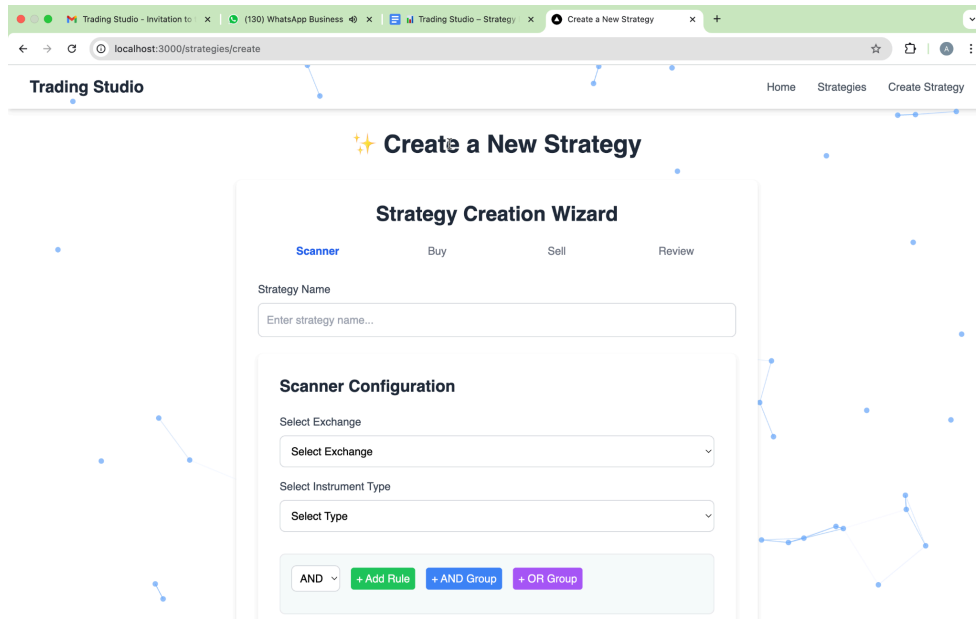 Trading Studio - Invitation to
(130) WhatsApp Business
Trading Studio – Strategy
Create a New Strategy
localhost:3000/strategies/create
A
Trading Studio
Home
Strategies
Create Strategy
✨ Create a New Strategy
Strategy Creation Wizard
Scanner
Buy
Sell
Review
Strategy Name
Enter strategy name...
Scanner Configuration
Select Exchange
Select Exchange
Select Instrument Type
Select Type
AND
+ Add Rule
+ AND Group
+ OR Group